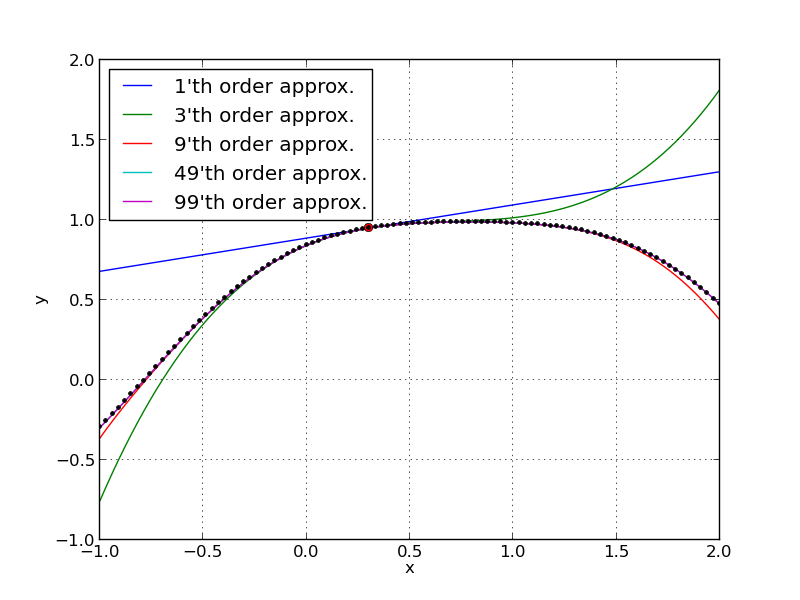 2.0
1.5
1.0
0.5
0.0
−0.5
−1.0
y
1'th order approx.
3'th order approx.
9'th order approx.
49'th order approx.
99'th order approx.
−1.0 −0.5 0.0 0.5 1.0 1.5 2.0
x